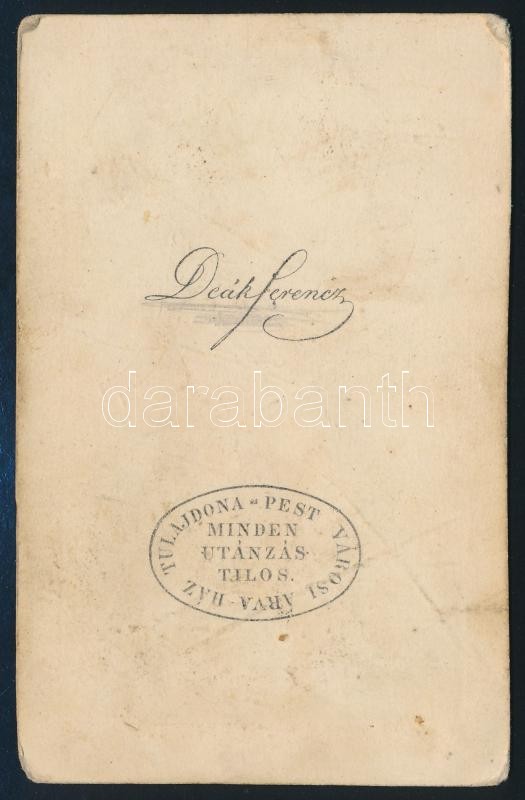 Deák Ferencz
darabanth
PEST VÁROSI ÁRVA-HÁZ TULAJDONA
MINDEN
UTÁNZÁS
TILOS.